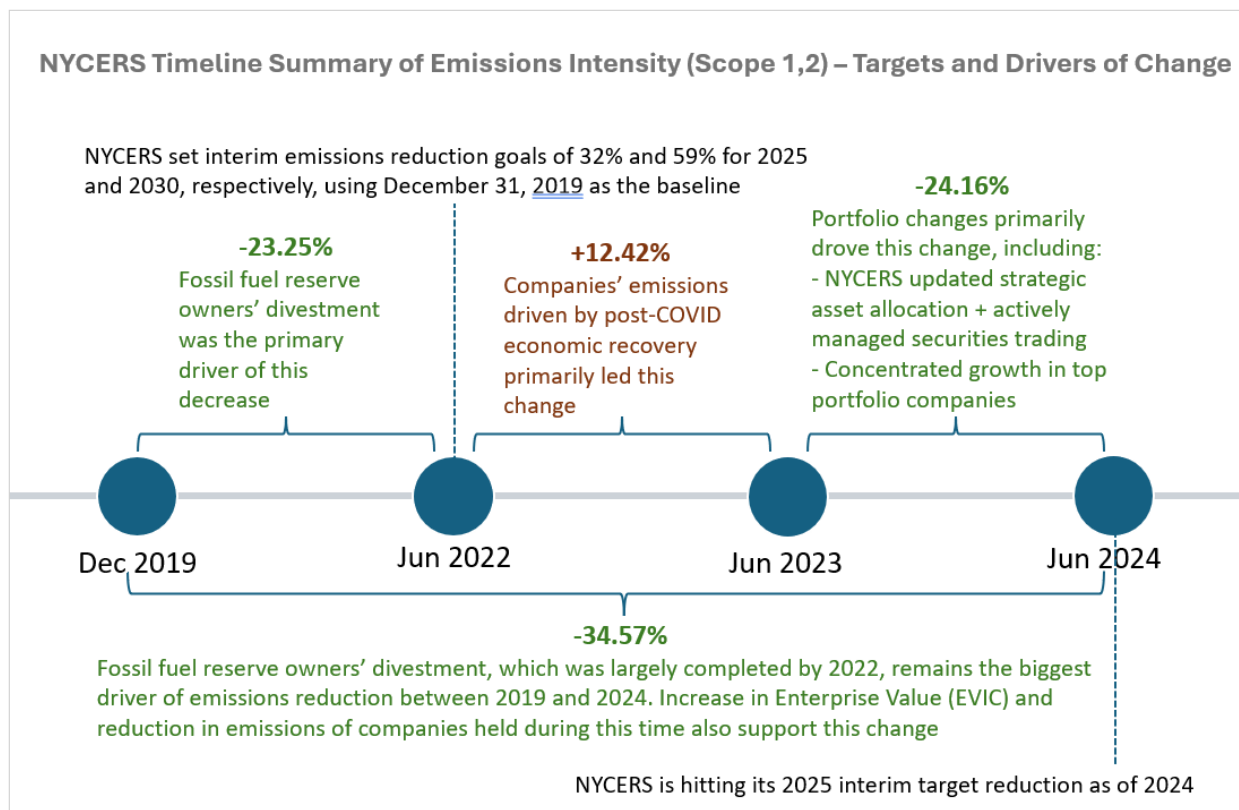 NYCERS Timeline Summary of Emissions Intensity (Scope 1,2) – Targets and Drivers of Change
NYCERS set interim emissions reduction goals of 32% and 59% for 2025
and 2030, respectively, using December 31, 2019 as the baseline
-23.25%
Fossil fuel reserve
owners’ divestment
was the primary
driver of this
decrease
+12.42%
Companies’ emissions
driven by post-COVID
economic recovery
primarily led this
change
-24.16%
Portfolio changes primarily
drove this change, including:
- NYCERS updated strategic
asset allocation + actively
managed securities trading
- Concentrated growth in top
portfolio companies
Dec 2019
Jun 2022
Jun 2023
Jun 2024
-34.57%
Fossil fuel reserve owners’ divestment, which was largely completed by 2022, remains the biggest
driver of emissions reduction between 2019 and 2024. Increase in Enterprise Value (EVIC) and
reduction in emissions of companies held during this time also support this change
NYCERS is hitting its 2025 interim target reduction as of 2024